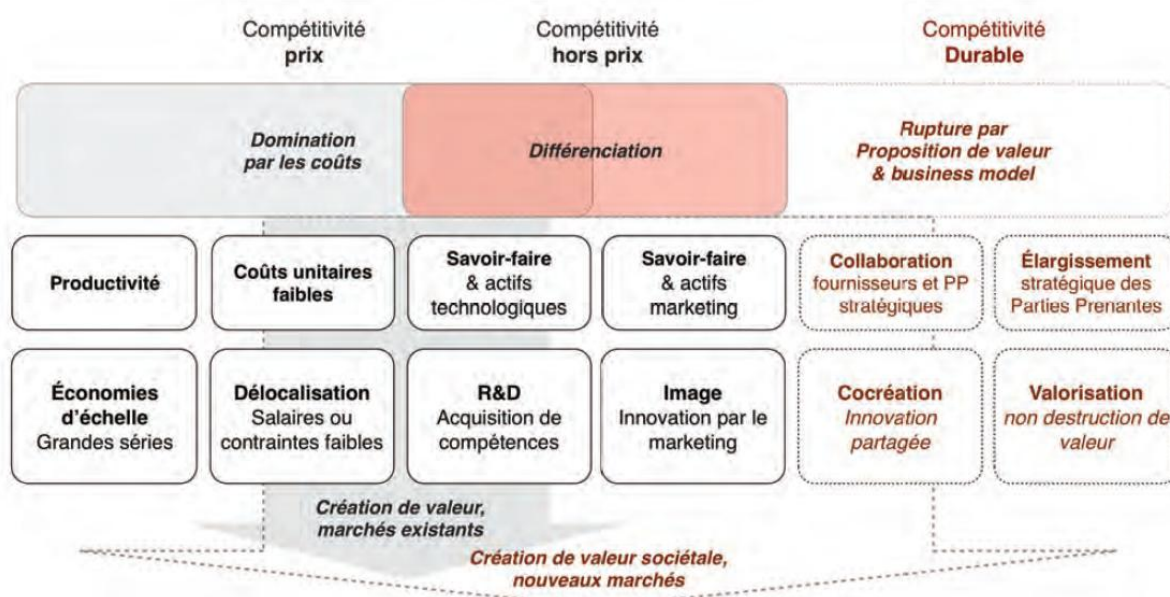 Compétitivité
prix
Compétitivité
hors prix
Compétitivité
Durable
Domination
par les coûts
Différenciation
Rupture par
Proposition de valeur
& business model
Productivité
Coûts unitaires
faibles
Savoir-faire
& actifs
technologiques
Savoir-faire
& actifs
marketing
Collaboration
fournisseurs et PP
stratégiques
Élargissement
stratégique des
Parties Prenantes
Économies
d'échelle
Grandes séries
Délocalisation
Salaires ou
contraintes faibles
R&D
Acquisition de
compétences
Image
Innovation par le
marketing
Cocréation
Innovation
partagée
Valorisation
non destruction de
valeur
Création de valeur,
marchés existants
Création de valeur sociétale,
nouveaux marchés